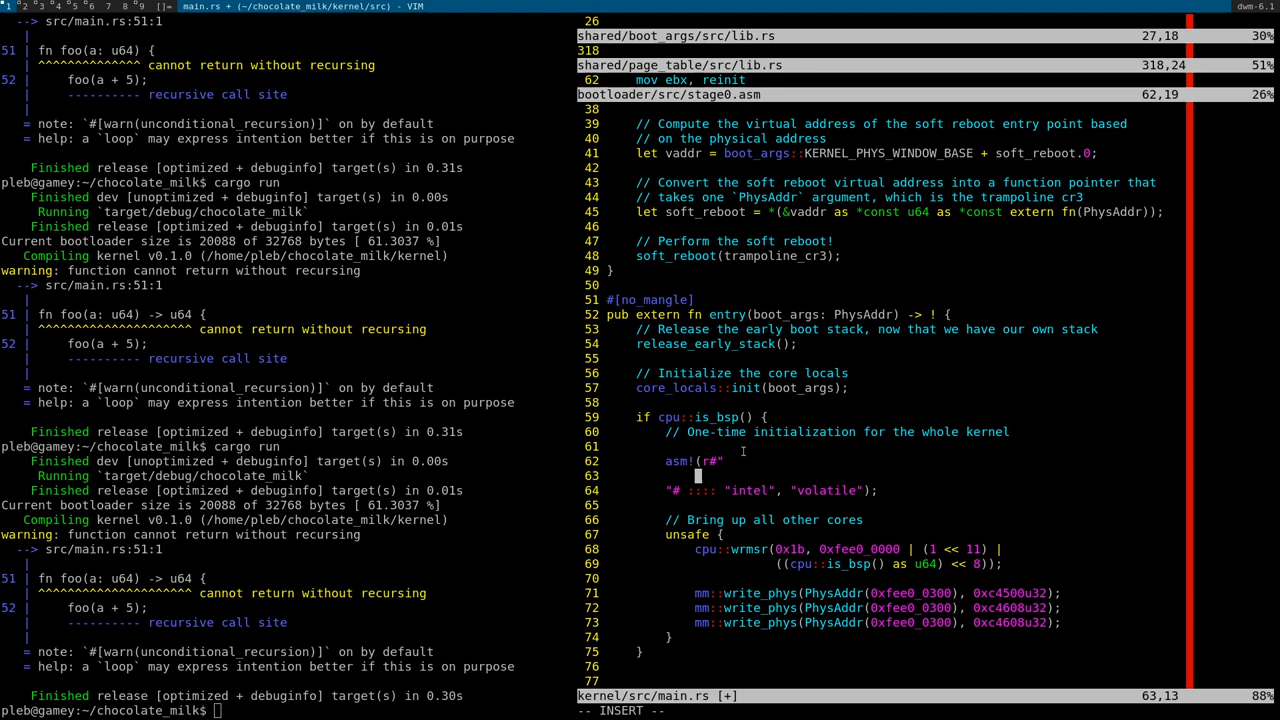 1 2 3 4 5 6 7 8 9 []= main.rs + (~/chocolate_milk/kernel/src) - VIM dwm-6.1
--> src/main.rs:51:1
|
51 | fn foo(a: u64) {
| ^^^^^^^^^^^^^^ cannot return without recursing
52 | foo(a + 5);
| ---------- recursive call site
|
= note: `#[warn(unconditional_recursion)]` on by default
= help: a `loop` may express intention better if this is on purpose
Finished release [optimized + debuginfo] target(s) in 0.31s
pleb@gamey:~/chocolate_milk$ cargo run
Finished dev [unoptimized + debuginfo] target(s) in 0.00s
Running `target/debug/chocolate_milk`
Finished release [optimized + debuginfo] target(s) in 0.01s
Current bootloader size is 20088 of 32768 bytes [ 61.3037 %]
Compiling kernel v0.1.0 (/home/pleb/chocolate_milk/kernel)
warning: function cannot return without recursing
--> src/main.rs:51:1
|
51 | fn foo(a: u64) -> u64 {
| ^^^^^^^^^^^^^^^^^^^^^ cannot return without recursing
52 | foo(a + 5);
| ---------- recursive call site
|
= note: `#[warn(unconditional_recursion)]` on by default
= help: a `loop` may express intention better if this is on purpose
Finished release [optimized + debuginfo] target(s) in 0.31s
pleb@gamey:~/chocolate_milk$ cargo run
Finished dev [unoptimized + debuginfo] target(s) in 0.00s
Running `target/debug/chocolate_milk`
Finished release [optimized + debuginfo] target(s) in 0.01s
Current bootloader size is 20088 of 32768 bytes [ 61.3037 %]
Compiling kernel v0.1.0 (/home/pleb/chocolate_milk/kernel)
warning: function cannot return without recursing
--> src/main.rs:51:1
|
51 | fn foo(a: u64) -> u64 {
| ^^^^^^^^^^^^^^^^^^^^^ cannot return without recursing
52 | foo(a + 5);
| ---------- recursive call site
|
= note: `#[warn(unconditional_recursion)]` on by default
= help: a `loop` may express intention better if this is on purpose
Finished release [optimized + debuginfo] target(s) in 0.30s
pleb@gamey:~/chocolate_milk$
26
shared/boot_args/src/lib.rs 27,18 30%
318
shared/page_table/src/lib.rs 318,24 51%
62 mov ebx, reinit
bootloader/src/stage0.asm 62,19 26%
38
39 // Compute the virtual address of the soft reboot entry point based
40 // on the physical address
41 let vaddr = boot_args::KERNEL_PHYS_WINDOW_BASE + soft_reboot.0;
42
43 // Convert the soft reboot virtual address into a function pointer that
44 // takes one `PhysAddr` argument, which is the trampoline cr3
45 let soft_reboot = *(&vaddr as *const u64 as *const extern fn(PhysAddr));
46
47 // Perform the soft reboot!
48 soft_reboot(trampoline_cr3);
49 }
50
51 #[no_mangle]
52 pub extern fn entry(boot_args: PhysAddr) -> ! {
53 // Release the early boot stack, now that we have our own stack
54 release_early_stack();
55
56 // Initialize the core locals
57 core_locals::init(boot_args);
58
59 if cpu::is_bsp() {
60 // One-time initialization for the whole kernel
61
62 asm!(r#"
63
64 "# :::: "intel", "volatile");
65
66 // Bring up all other cores
67 unsafe {
68 cpu::wrmsr(0x1b, 0xfee0_0000 | (1 << 11) |
69 ((cpu::is_bsp() as u64) << 8));
70
71 mm::write_phys(PhysAddr(0xfee0_0300), 0xc4500u32);
72 mm::write_phys(PhysAddr(0xfee0_0300), 0xc4608u32);
73 mm::write_phys(PhysAddr(0xfee0_0300), 0xc4608u32);
74 }
75 }
76
77
kernel/src/main.rs [+] 63,13 88%
-- INSERT --